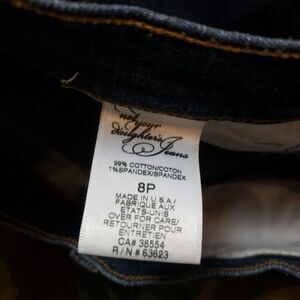 not your
daughter's
Jeans
99% COTTON/COTON
1% SPANDEX/SPANDEX
8P
MADE IN U.S.A./
FABRIQUE AUX
ETATS-UNIS
OVER FOR CARE/
RETOURNER POUR
ENTRETIEN
CA# 38554
R/N # 63623